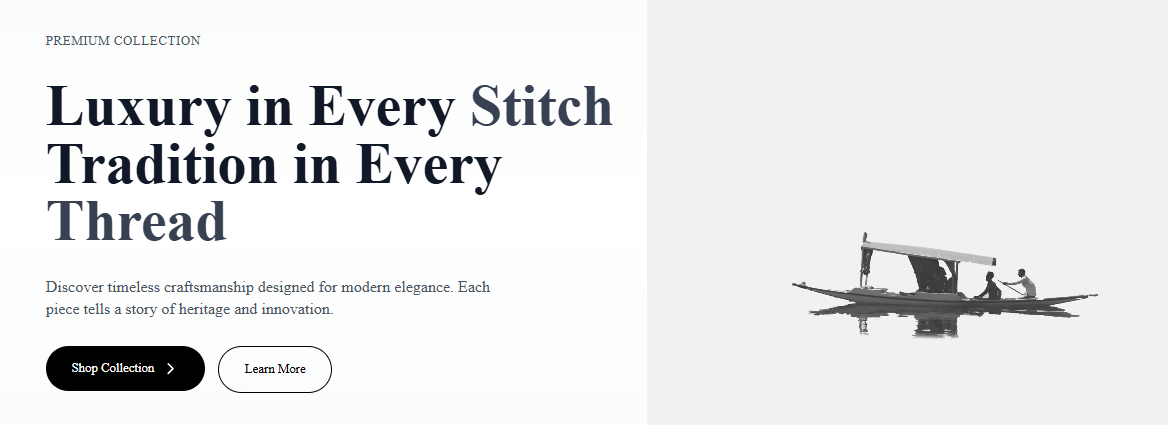 PREMIUM COLLECTION
Luxury in Every Stitch
Tradition in Every
Thread
Discover timeless craftsmanship designed for modern elegance. Each
piece tells a story of heritage and innovation.
Shop Collection
Learn More